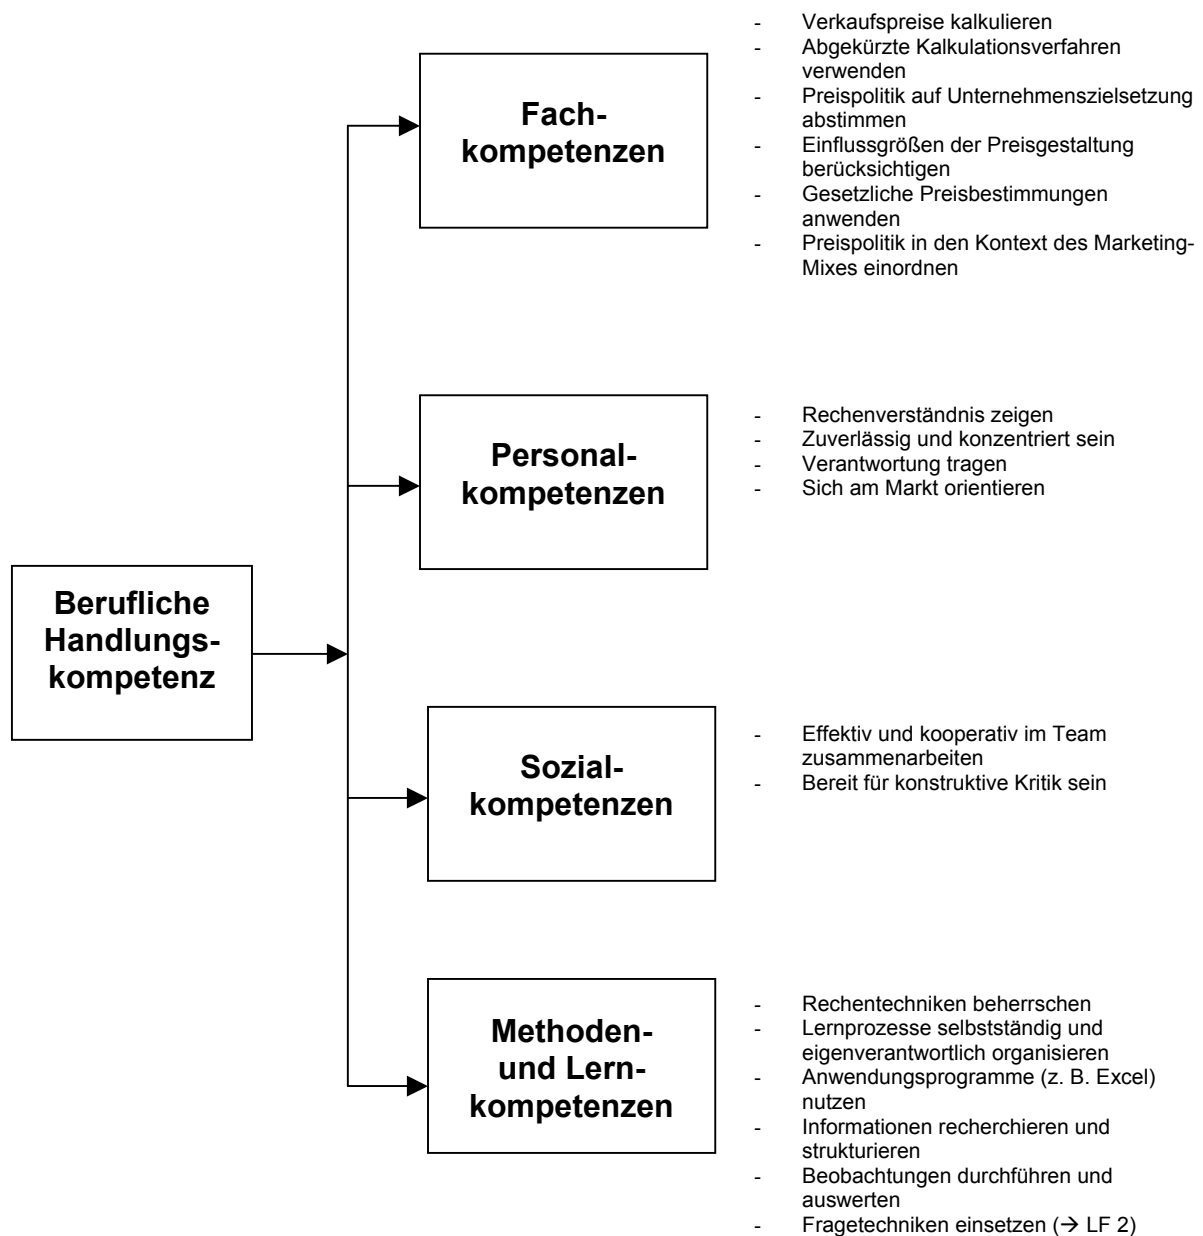 Berufliche
Handlungs-
kompetenz
Fach-
kompetenzen
- Verkaufspreise kalkulieren
- Abgekürzte Kalkulationsverfahren
verwenden
- Preispolitik auf Unternehmenszielsetzung
abstimmen
- Einflussgrößen der Preisgestaltung
berücksichtigen
- Gesetzliche Preisbestimmungen
anwenden
- Preispolitik in den Kontext des Marketing-
Mixes einordnen
Personal-
kompetenzen
- Rechenverständnis zeigen
- Zuverlässig und konzentriert sein
- Verantwortung tragen
- Sich am Markt orientieren
Sozial-
kompetenzen
- Effektiv und kooperativ im Team
zusammenarbeiten
- Bereit für konstruktive Kritik sein
Methoden-
und Lern-
kompetenzen
- Rechentechniken beherrschen
- Lernprozesse selbstständig und
eigenverantwortlich organisieren
- Anwendungsprogramme (z. B. Excel)
nutzen
- Informationen recherchieren und
strukturieren
- Beobachtungen durchführen und
auswerten
- Fragetechniken einsetzen (→ LF 2)